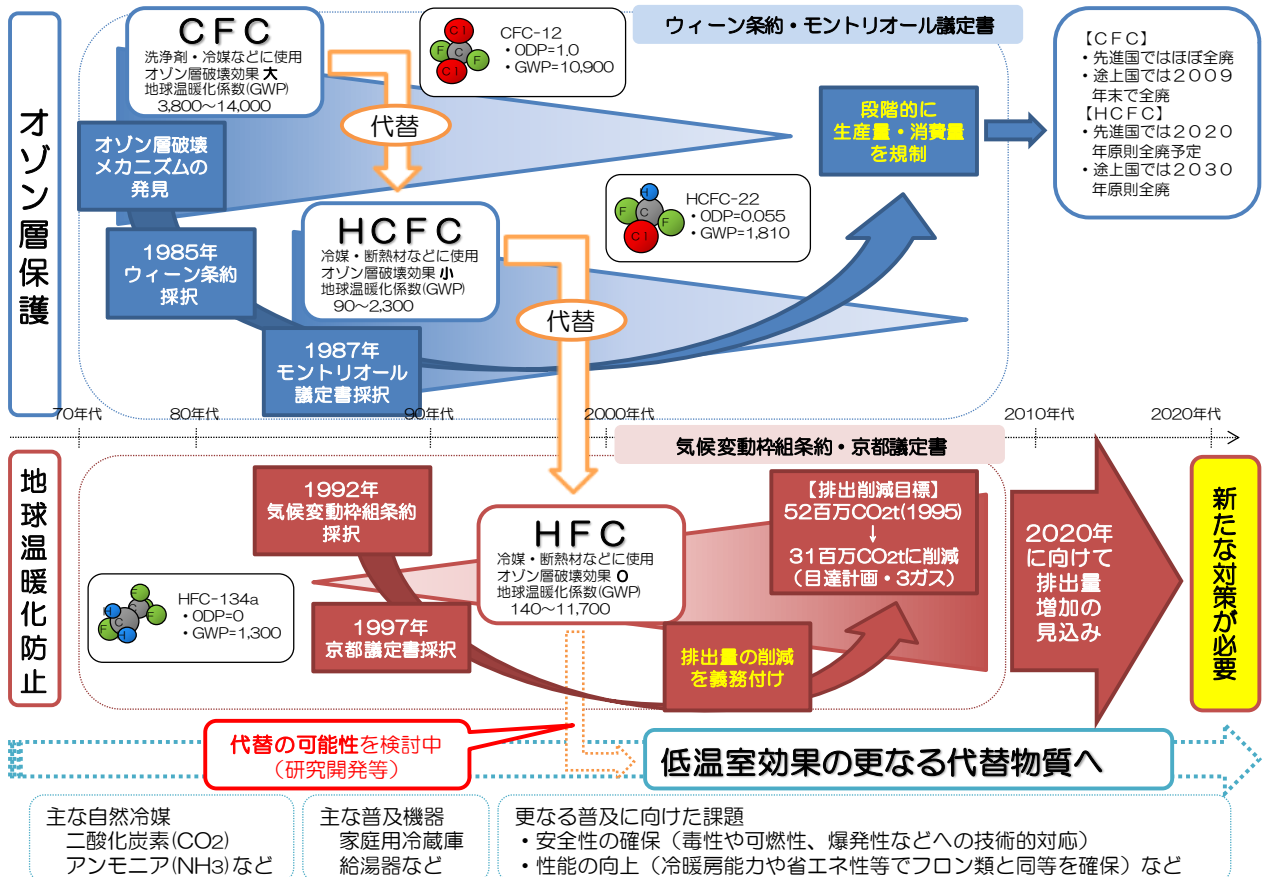 オゾン層保護
CFC
洗浄剤・冷媒などに使用
オゾン層破壊効果 大
地球温暖化係数(GWP)
3,800～14,000
代替
CFC-12
・ODP=1.0
・GWP=10,900
Cl
F
C
F
Cl
ウィーン条約・モントリオール議定書
【CFC】
・先進国ではほぼ全廃
・途上国では2009
年末で全廃
【HCFC】
・先進国では2020
年原則全廃予定
・途上国では2030
年原則全廃
段階的に
生産量・消費量
を規制
オゾン層破壊
メカニズムの
発見
HCFC
冷媒・断熱材などに使用
オゾン層破壊効果 小
地球温暖化係数(GWP)
90～2,300
代替
HCFC-22
・ODP=0.055
・GWP=1,810
H
F
C
F
Cl
1985年
ウィーン条約
採択
1987年
モントリオール
議定書採択
70年代
80年代
90年代
2000年代
2010年代
2020年代
地球温暖化防止
気候変動枠組条約・京都議定書
1992年
気候変動枠組条約
採択
HFC
冷媒・断熱材などに使用
オゾン層破壊効果 0
地球温暖化係数(GWP)
140～11,700
【排出削減目標】
52百万CO2t(1995)
↓
31百万CO2tに削減
（目達計画・3ガス）
2020年
に向けて
排出量
増加の
見込み
新たな対策が必要
HFC-134a
・ODP=0
・GWP=1,300
F
C
F
H
C
F
H
1997年
京都議定書採択
排出量の削減
を義務付け
代替の可能性を検討中
（研究開発等）
低温室効果の更なる代替物質へ
主な自然冷媒
二酸化炭素(CO2)
アンモニア(NH3)など
主な普及機器
家庭用冷蔵庫
給湯器など
更なる普及に向けた課題
・安全性の確保（毒性や可燃性、爆発性などへの技術的対応）
・性能の向上（冷暖房能力や省エネ性等でフロン類と同等を確保）など